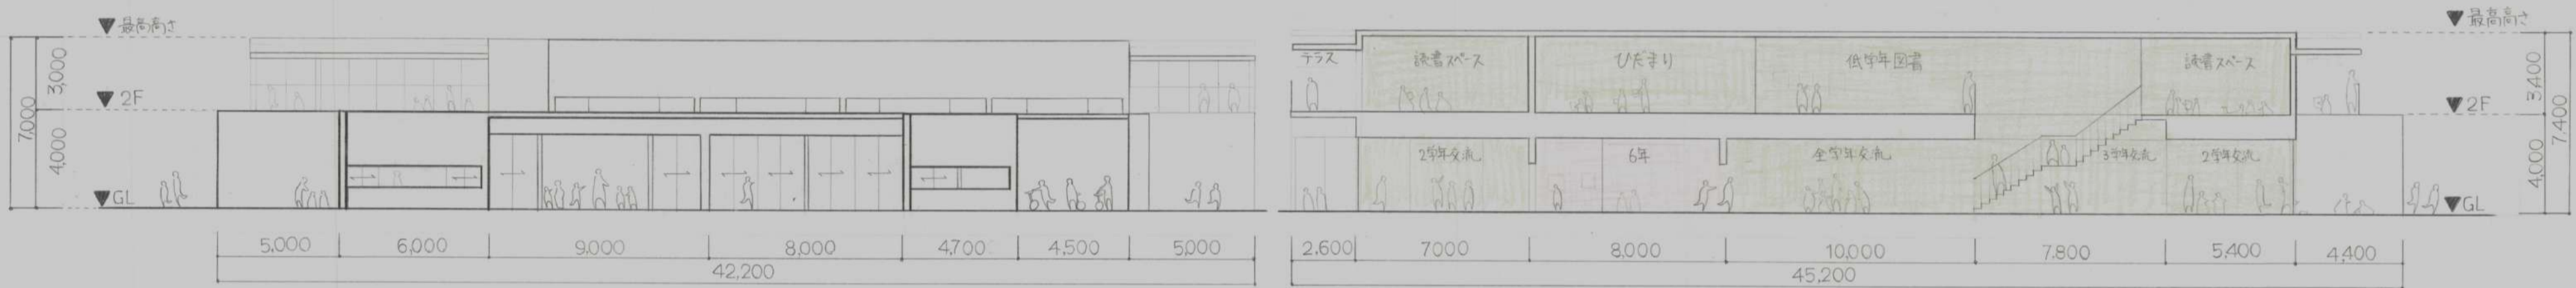 ▼最高高さ
3,000
7,000
▼2F
4,000
▼GL
5,000 6,000 9,000 8,000 4,700 4,500 5,000
42,200
▼最高高さ
テラス 読書スペース ひだまり 低学年図書 読書スペース
3,400
▼2F
7,400
2学年交流 6年 全学年交流 3学年交流 2学年交流
4,000
▼GL
2,600 7000 8,000 10,000 7,800 5,400 4,400
45,200